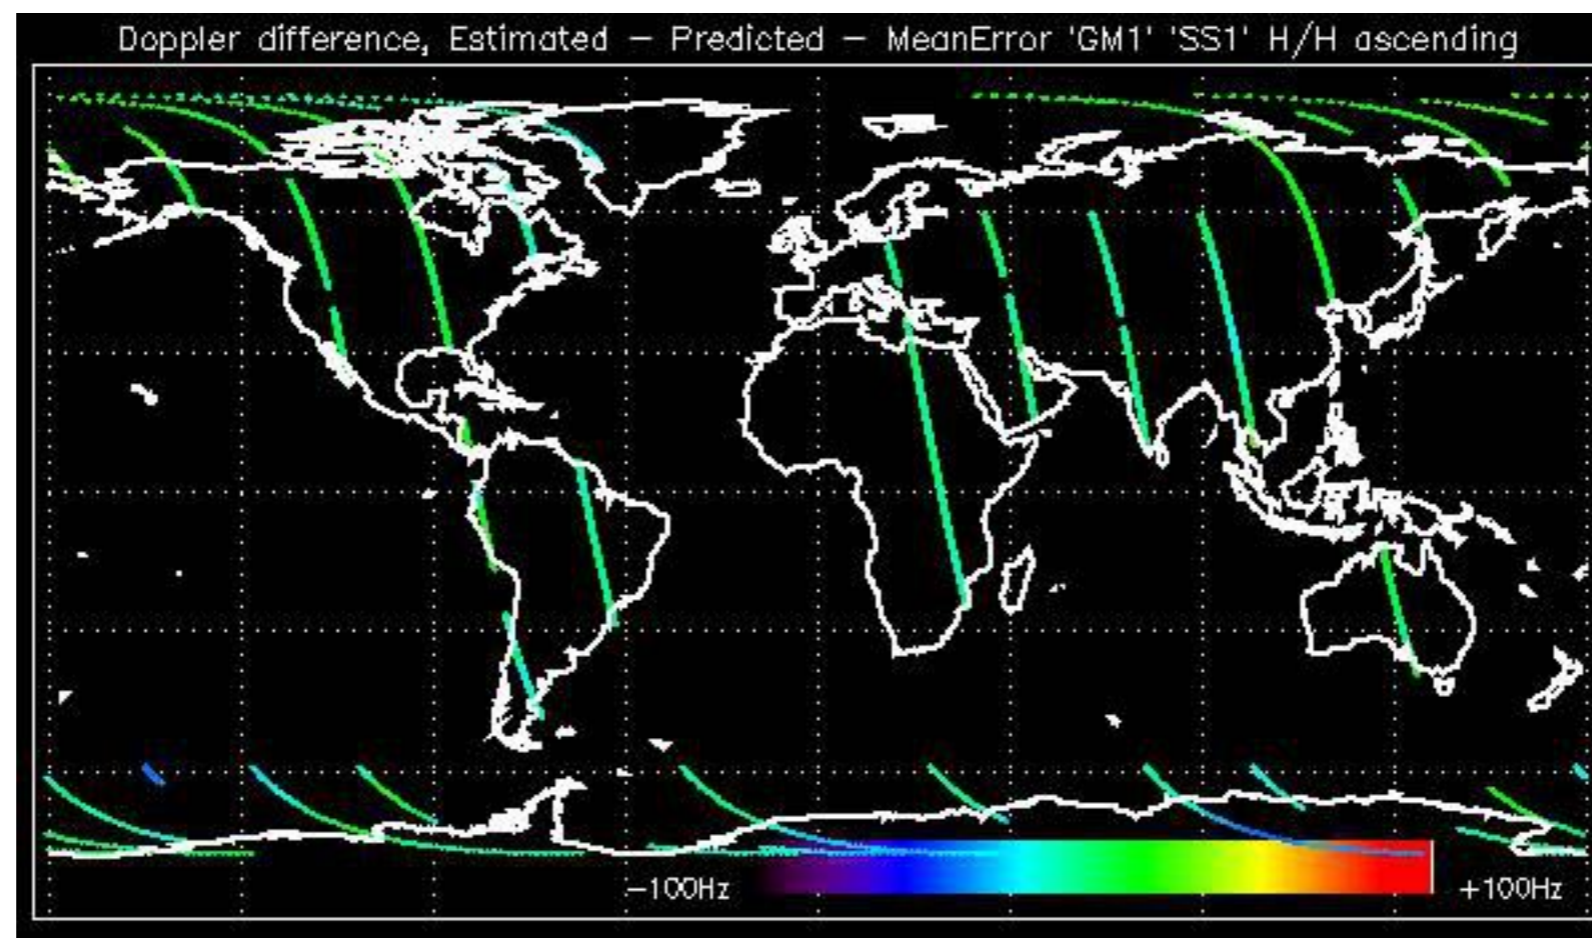 Doppler difference, Estimated – Predicted – MeanError 'GM1' 'SS1' H/H ascending
–100Hz
+100Hz